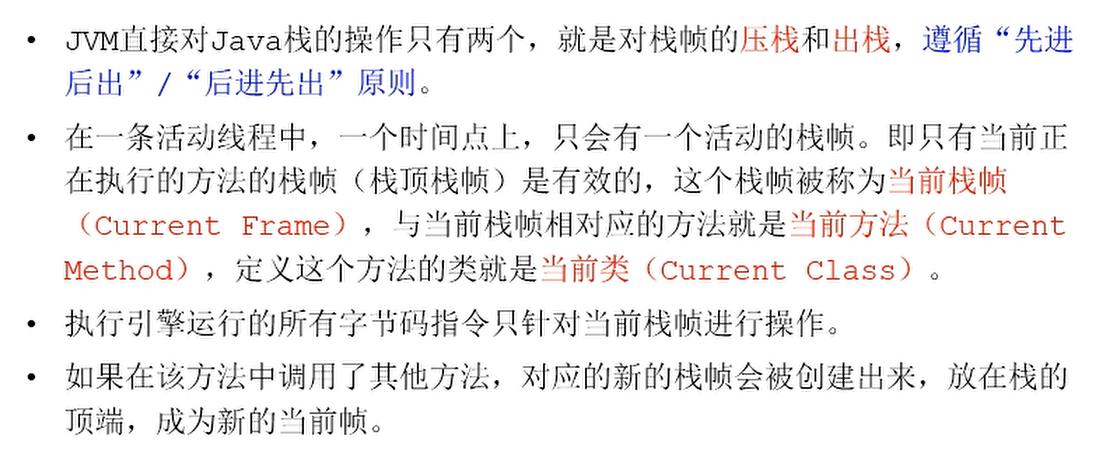 • JVM直接对Java栈的操作只有两个，就是对栈帧的压栈和出栈，遵循“先进
后出”/“后进先出”原则。
• 在一条活动线程中，一个时间点上，只会有一个活动的栈帧。即只有当前正
在执行的方法的栈帧（栈顶栈帧）是有效的，这个栈帧被称为当前栈帧
（Current Frame），与当前栈帧相对应的方法就是当前方法（Current
Method），定义这个方法的类就是当前类（Current Class）。
• 执行引擎运行的所有字节码指令只针对当前栈帧进行操作。
• 如果在该方法中调用了其他方法，对应的新的栈帧会被创建出来，放在栈的
顶端，成为新的当前帧。